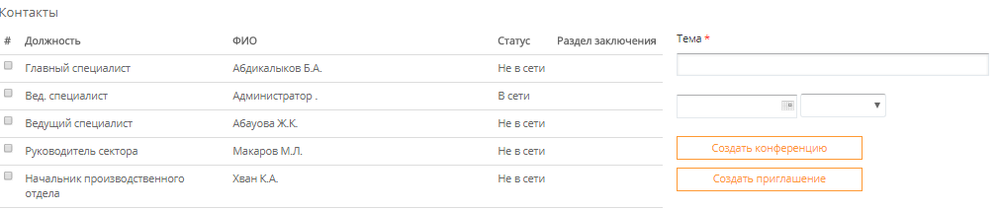 Контакты
# Должность ФИО Статус Раздел заключения
Главный специалист Абдикалыков Б.А. Не в сети
Вед. специалист Администратор . В сети
Ведущий специалист Абауова Ж.К. Не в сети
Руководитель сектора Макаров М.Л. Не в сети
Начальник производственного Хван К.А. Не в сети
отдела
Тема *
Создать конференцию
Создать приглашение